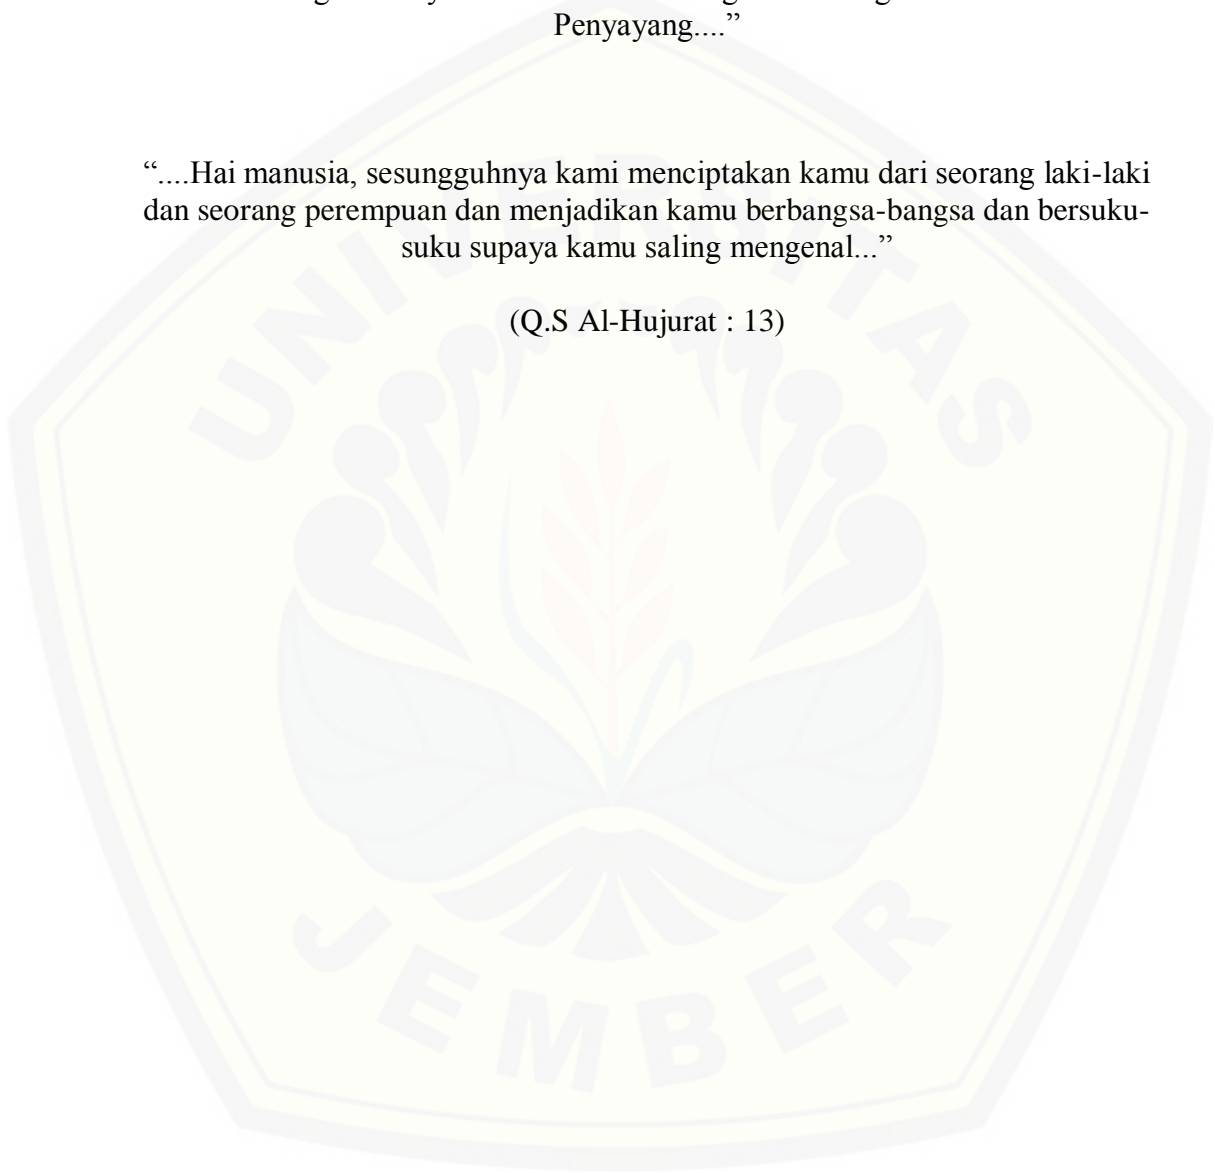 Penyayang....”
“....Hai manusia, sesungguhnya kami menciptakan kamu dari seorang laki-laki
dan seorang perempuan dan menjadikan kamu berbangsa-bangsa dan bersuku-
suku supaya kamu saling mengenal...”
(Q.S Al-Hujurat : 13)
UNIVERSITAS
JEMBER